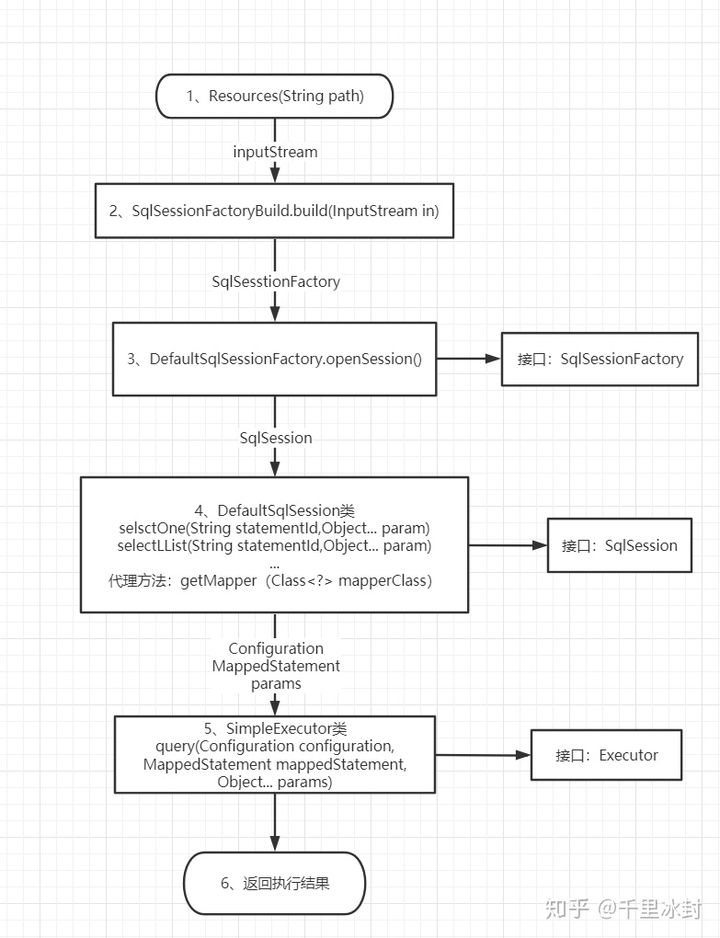 1、Resources(String path)
inputStream
2、SqlSessionFactoryBuild.build(InputStream in)
SqlSesstionFactory
3、DefaultSqlSessionFactory.openSession()
接口：SqlSessionFactory
SqlSession
4、DefaultSqlSession类
selsctOne(String statementId,Object... param)
selectLList(String statementId,Object... param)
...
代理方法：getMapper（Class<?> mapperClass）
接口：SqlSession
Configuration
MappedStatement
params
5、SimpleExecutor类
query(Configuration configuration,
MappedStatement mappedStatement,
Object... params)
接口：Executor
6、返回执行结果
知乎 @千里冰封